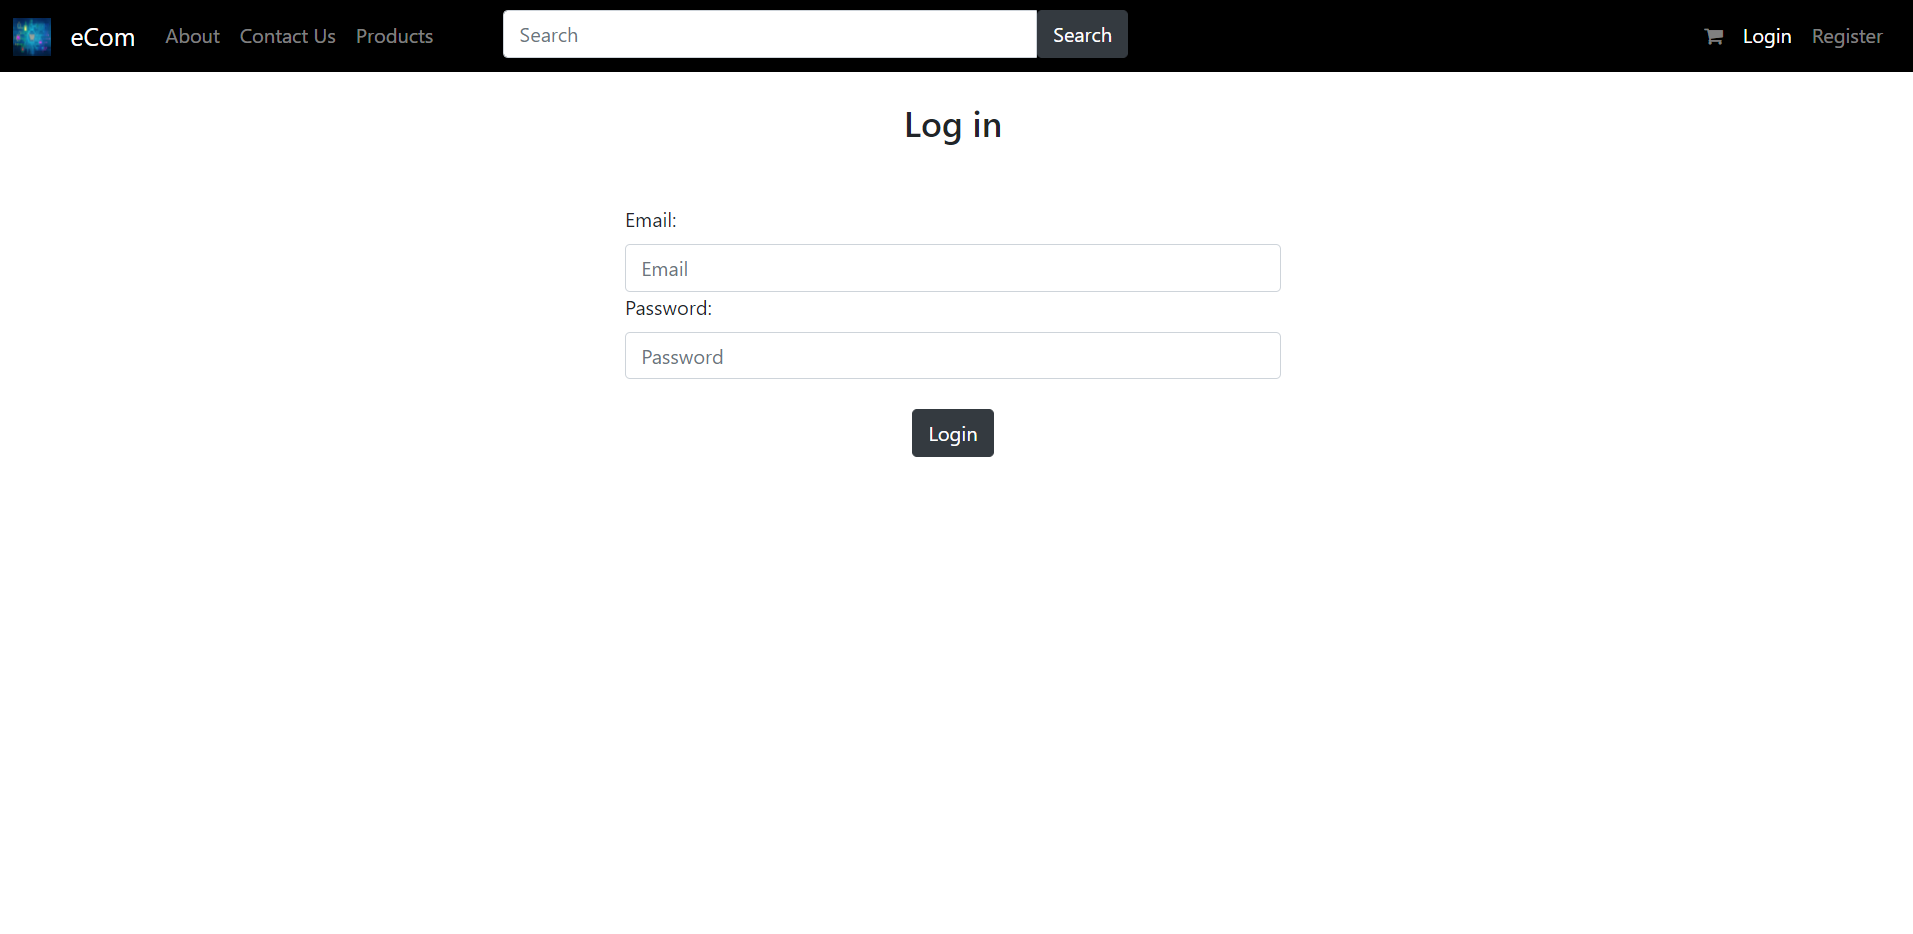 eCom About Contact Us Products Search Search Login Register
Log in
Email:
Email
Password:
Password
Login